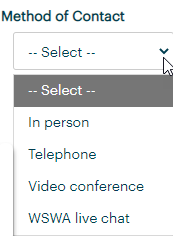 Method of Contact
-- Select --
-- Select --
In person
Telephone
Video conference
WSWA live chat